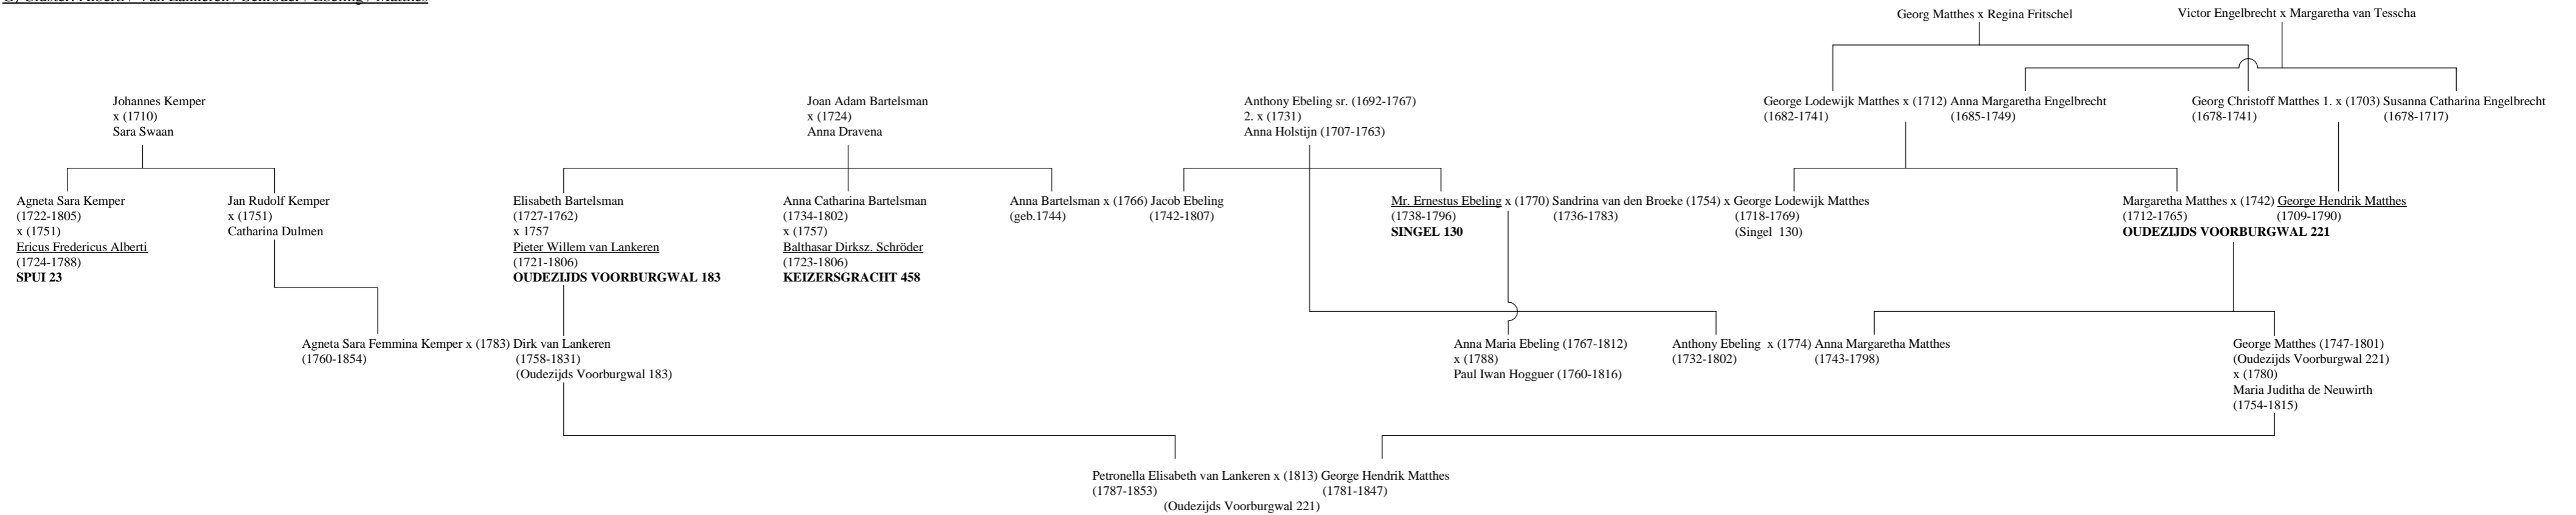 Georg Matthes x Regina Fritschel
Victor Engelbrecht x Margaretha van Tesscha
Johannes Kemper
x (1710)
Sara Swaan
Joan Adam Bartelsman
x (1724)
Anna Dravena
Anthony Ebeling sr. (1692-1767)
2. x (1731)
Anna Holstijn (1707-1763)
George Lodewijk Matthes x (1712) Anna Margaretha Engelbrecht
(1682-1741) (1685-1749)
Georg Christoff Matthes 1. x (1703) Susanna Catharina Engelbrecht
(1678-1741) (1678-1717)
Agneta Sara Kemper
(1722-1805)
x (1751)
Ericus Fredericus Alberti
(1724-1788)
SPUI 23
Jan Rudolf Kemper
x (1751)
Catharina Dulmen
Elisabeth Bartelsman
(1727-1762)
x 1757
Pieter Willem van Lankeren
(1721-1806)
OUDEZIJDS VOORBURGWAL 183
Anna Catharina Bartelsman
(1734-1802)
x (1757)
Balthasar Dirksz. Schröder
(1723-1806)
KEIZERSGRACHT 458
Anna Bartelsman x (1766) Jacob Ebeling
(geb.1744) (1742-1807)
Mr. Ernestus Ebeling x (1770) Sandrina van den Broeke (1754) x George Lodewijk Matthes
(1738-1796) (1736-1783) (1718-1769)
SINGEL 130 (Singel 130)
Margaretha Matthes x (1742) George Hendrik Matthes
(1712-1765) (1709-1790)
OUDEZIJDS VOORBURGWAL 221
Agneta Sara Femmina Kemper x (1783) Dirk van Lankeren
(1760-1854) (1758-1831)
(Oudezijds Voorburgwal 183)
Anna Maria Ebeling (1767-1812)
x (1788)
Paul Iwan Hogguer (1760-1816)
Anthony Ebeling x (1774) Anna Margaretha Matthes
(1732-1802) (1743-1798)
George Matthes (1747-1801)
(Oudezijds Voorburgwal 221)
x (1780)
Maria Juditha de Neuwirth
(1754-1815)
Petronella Elisabeth van Lankeren x (1813) George Hendrik Matthes
(1787-1853) (1781-1847)
(Oudezijds Voorburgwal 221)